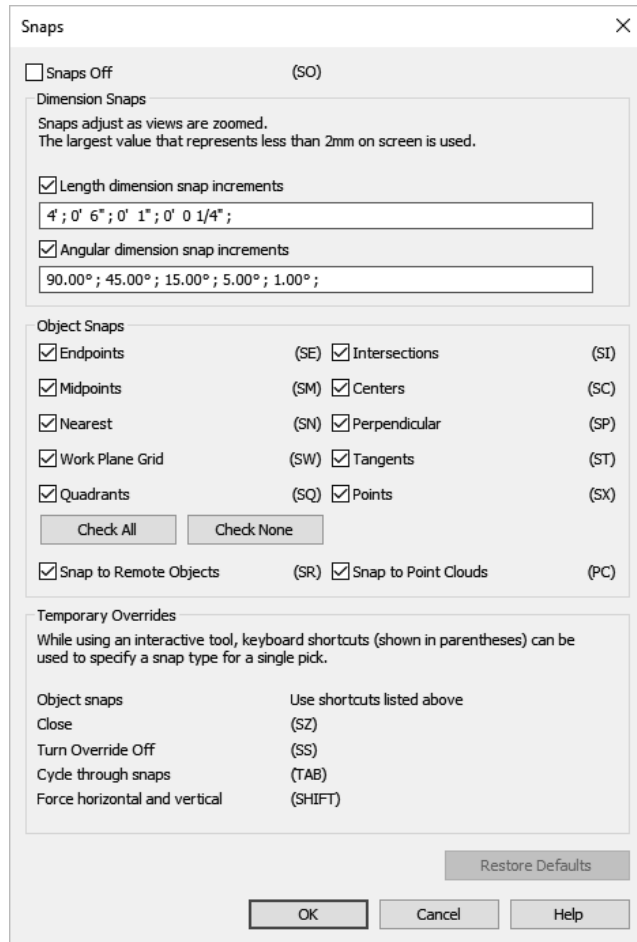 Snaps
Snaps Off (SO)
Dimension Snaps
Snaps adjust as views are zoomed.
The largest value that represents less than 2mm on screen is used.
Length dimension snap increments
4' ; 0' 6" ; 0' 1" ; 0' 0 1/4" ;
Angular dimension snap increments
90.00° ; 45.00° ; 15.00° ; 5.00° ; 1.00° ;
Object Snaps
Endpoints (SE) Intersections (SI)
Midpoints (SM) Centers (SC)
Nearest (SN) Perpendicular (SP)
Work Plane Grid (SW) Tangents (ST)
Quadrants (SQ) Points (SX)
Check All Check None
Snap to Remote Objects (SR) Snap to Point Clouds (PC)
Temporary Overrides
While using an interactive tool, keyboard shortcuts (shown in parentheses) can be
used to specify a snap type for a single pick.
Object snaps Use shortcuts listed above
Close (SZ)
Turn Override Off (SS)
Cycle through snaps (TAB)
Force horizontal and vertical (SHIFT)
Restore Defaults
OK Cancel Help